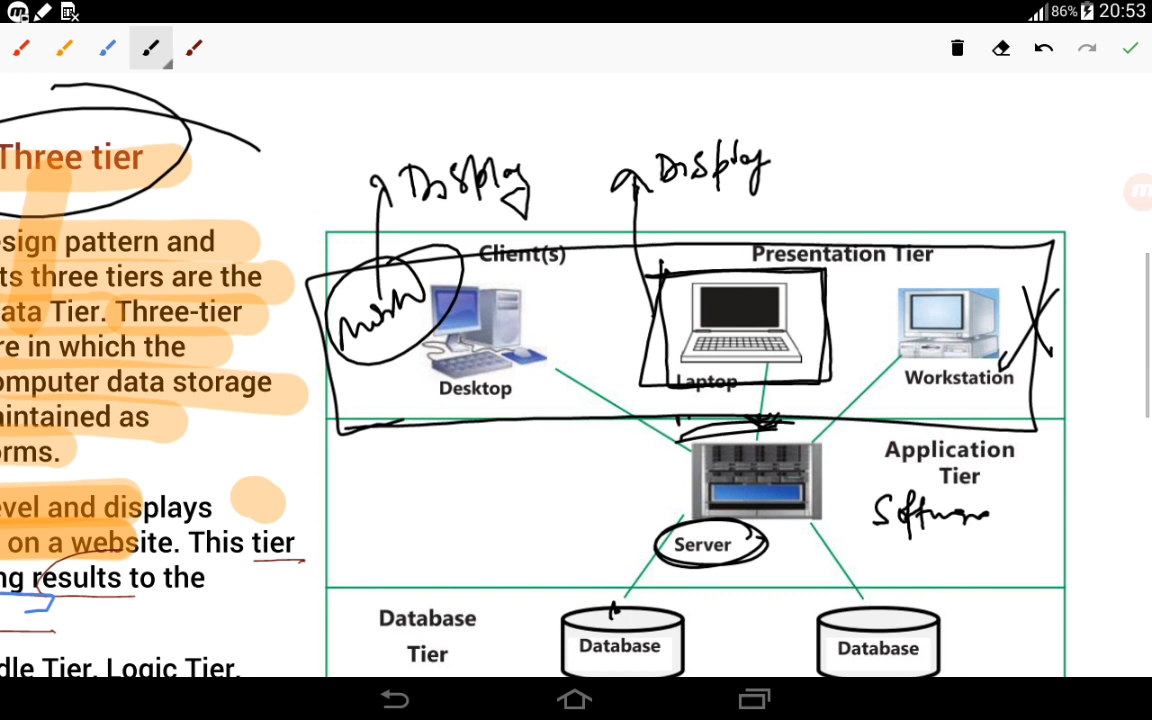 86% 20:53
Three tier
esign pattern and
ts three tiers are the
ata Tier. Three-tier
re in which the
omputer data storage
aintained as
orms.
evel and displays
on a website. This tier
ng results to the
dle Tier, Logic Tier,
Display
Display
Client(s)
Presentation Tier
Desktop
Laptop
Workstation
Application
Tier
Software
Server
Database
Tier
Database
Database